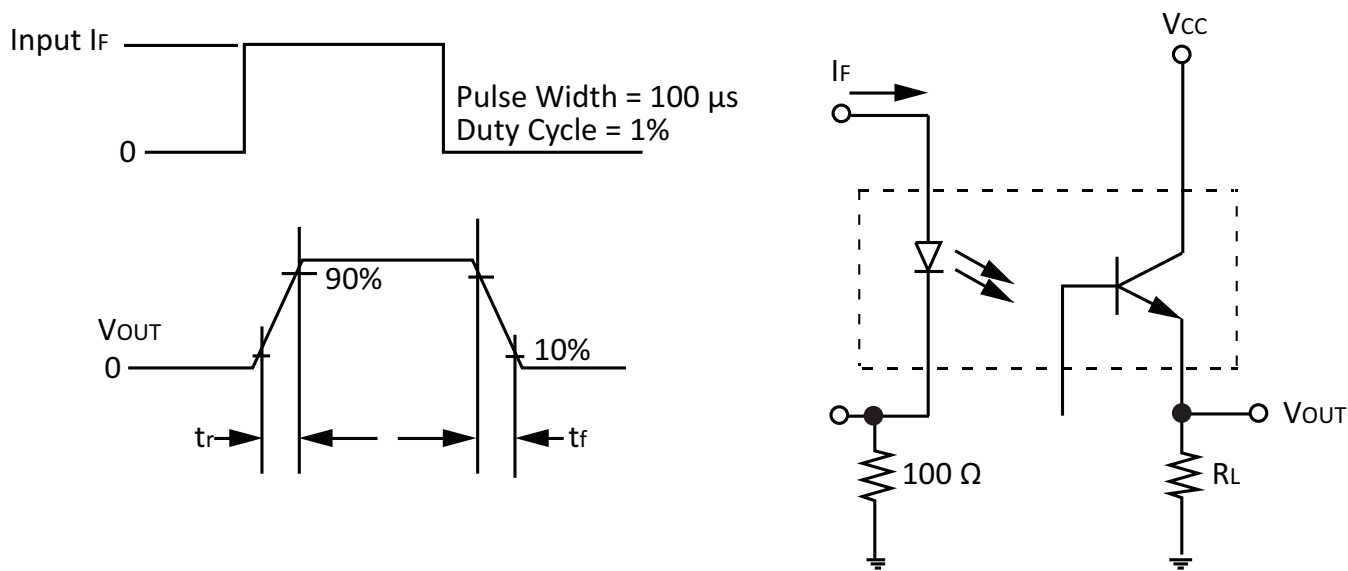 Input IF
0
Pulse Width = 100 μs
Duty Cycle = 1%
VOUT
0
90%
10%
tr
tf
VCC
IF
VOUT
100 Ω
RL